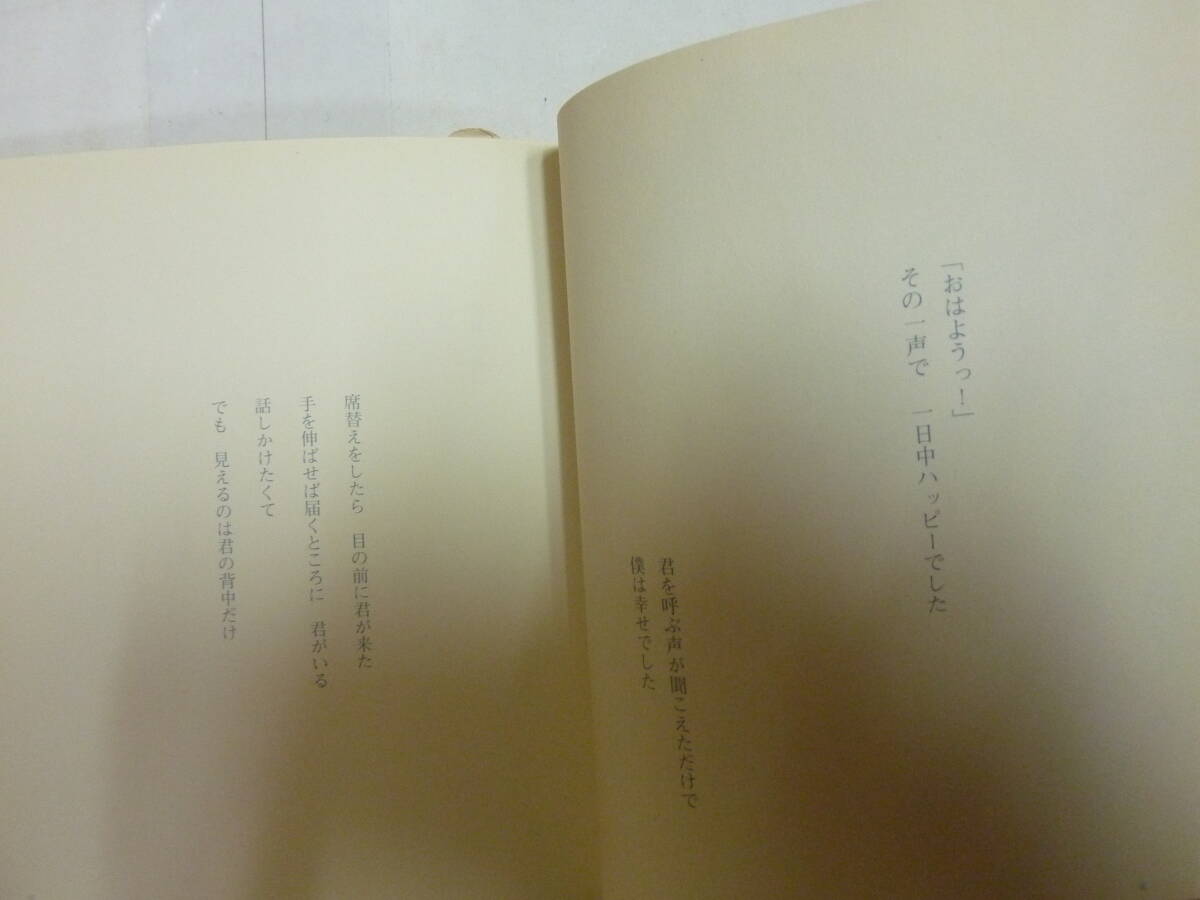 「おはようっ！」
その一声で　一日中ハッピーでした
君を呼ぶ声が聞こえただけで
僕は幸せでした
席替えをしたら　目の前に君が来た
手を伸ばせば届くところに　君がいる
話しかけたくて
でも　見えるのは君の背中だけ